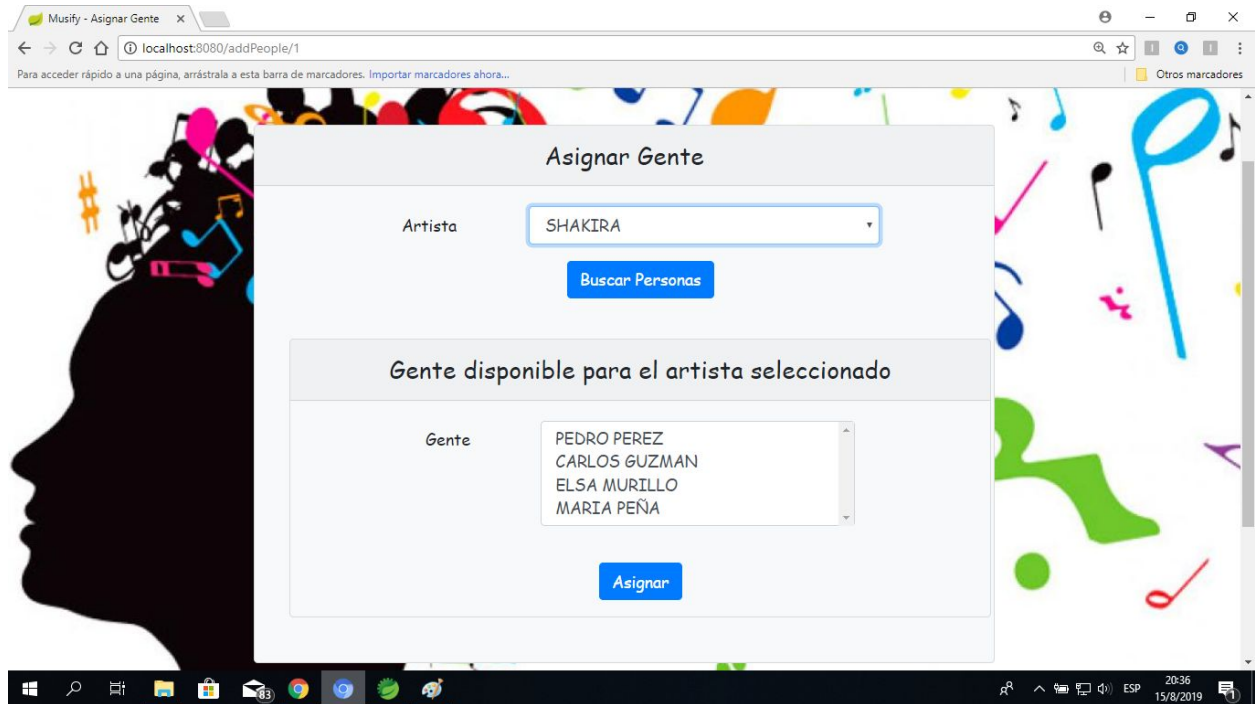 Musify - Asignar Gente
localhost:8080/addPeople/1
Para acceder rápido a una página, arrástrala a esta barra de marcadores. Importar marcadores ahora...
Otros marcadores
Asignar Gente
Artista
SHAKIRA
Buscar Personas
Gente disponible para el artista seleccionado
Gente
PEDRO PEREZ
CARLOS GUZMAN
ELSA MURILLO
MARIA PEÑA
Asignar
83
ESP
20:36
15/8/2019
1